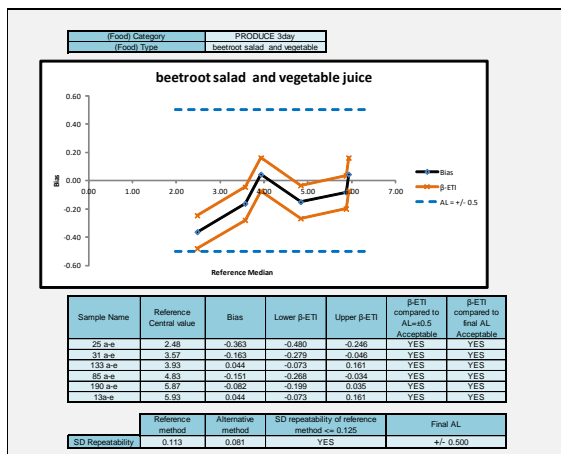 (Food) Category PRODUCE 3day
(Food) Type beetroot salad and vegetable
beetroot salad and vegetable juice
0.60
0.40
0.20
0.00
0.00 1.00 2.00 3.00 4.00 5.00 6.00 7.00
-0.20
-0.40
-0.60
Bias
Reference Median
Bias
β-ETI
AL = +/- 0.5
Sample Name Reference Central value Bias Lower β-ETI Upper β-ETI β-ETI compared to AL=±0.5 Acceptable β-ETI compared to final AL Acceptable
25 a-e 2.48 -0.363 -0.480 -0.246 YES YES
31 a-e 3.57 -0.163 -0.279 -0.046 YES YES
133 a-e 3.93 0.044 -0.073 0.161 YES YES
85 a-e 4.83 -0.151 -0.268 -0.034 YES YES
190 a-e 5.87 -0.082 -0.199 0.035 YES YES
13a-e 5.93 0.044 -0.073 0.161 YES YES
Reference method Alternative method SD repeatability of reference method <= 0.125 Final AL
SD Repeatability 0.113 0.081 YES +/- 0.500